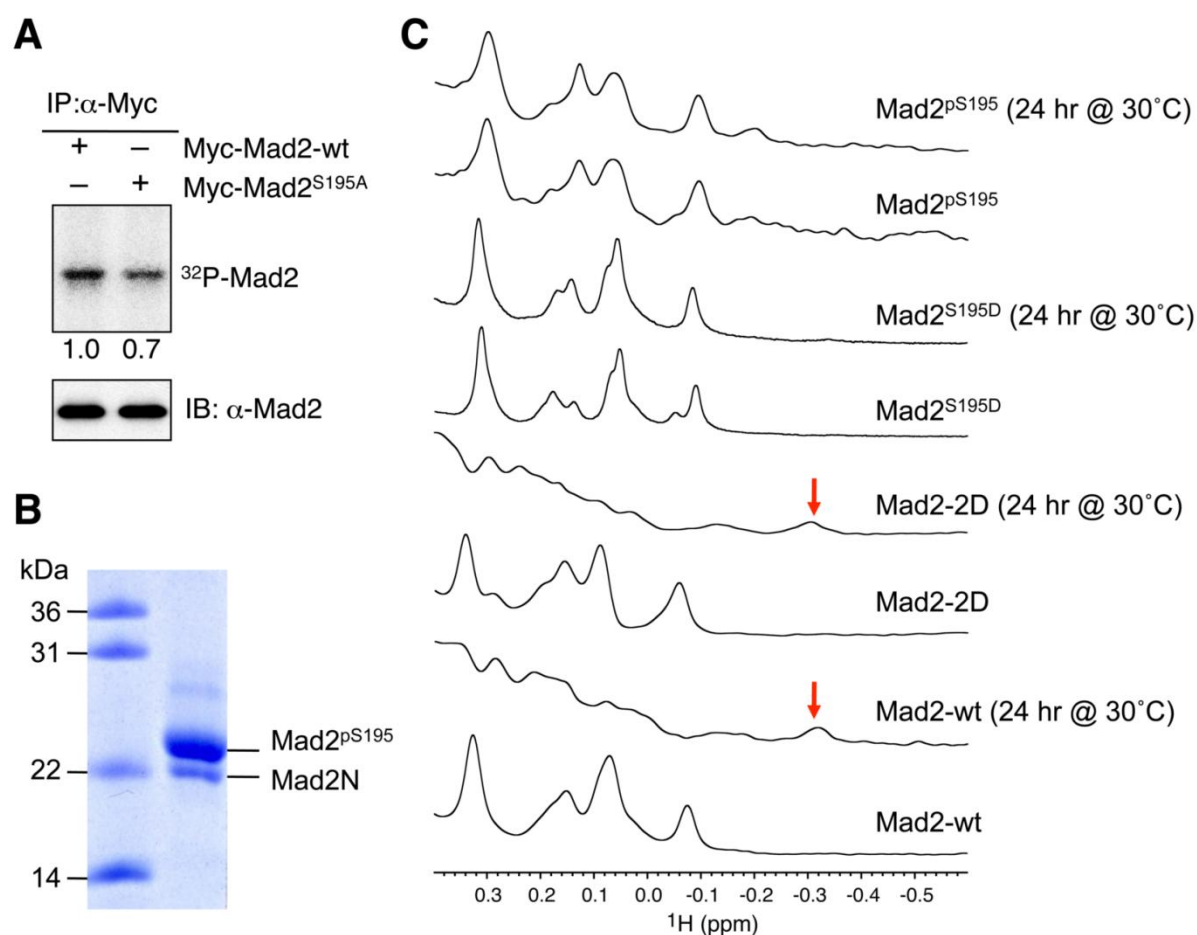 A
IP:α-Myc
+ – Myc-Mad2-wt
– + Myc-Mad2S195A
32P-Mad2
1.0 0.7
IB: α-Mad2
B
kDa
36
31
22
14
Mad2pS195
Mad2N
C
Mad2pS195 (24 hr @ 30˚C)
Mad2pS195
Mad2S195D (24 hr @ 30˚C)
Mad2S195D
Mad2-2D (24 hr @ 30˚C)
Mad2-2D
Mad2-wt (24 hr @ 30˚C)
Mad2-wt
0.3 0.2 0.1 0.0 -0.1 -0.2 -0.3 -0.4 -0.5
1H (ppm)